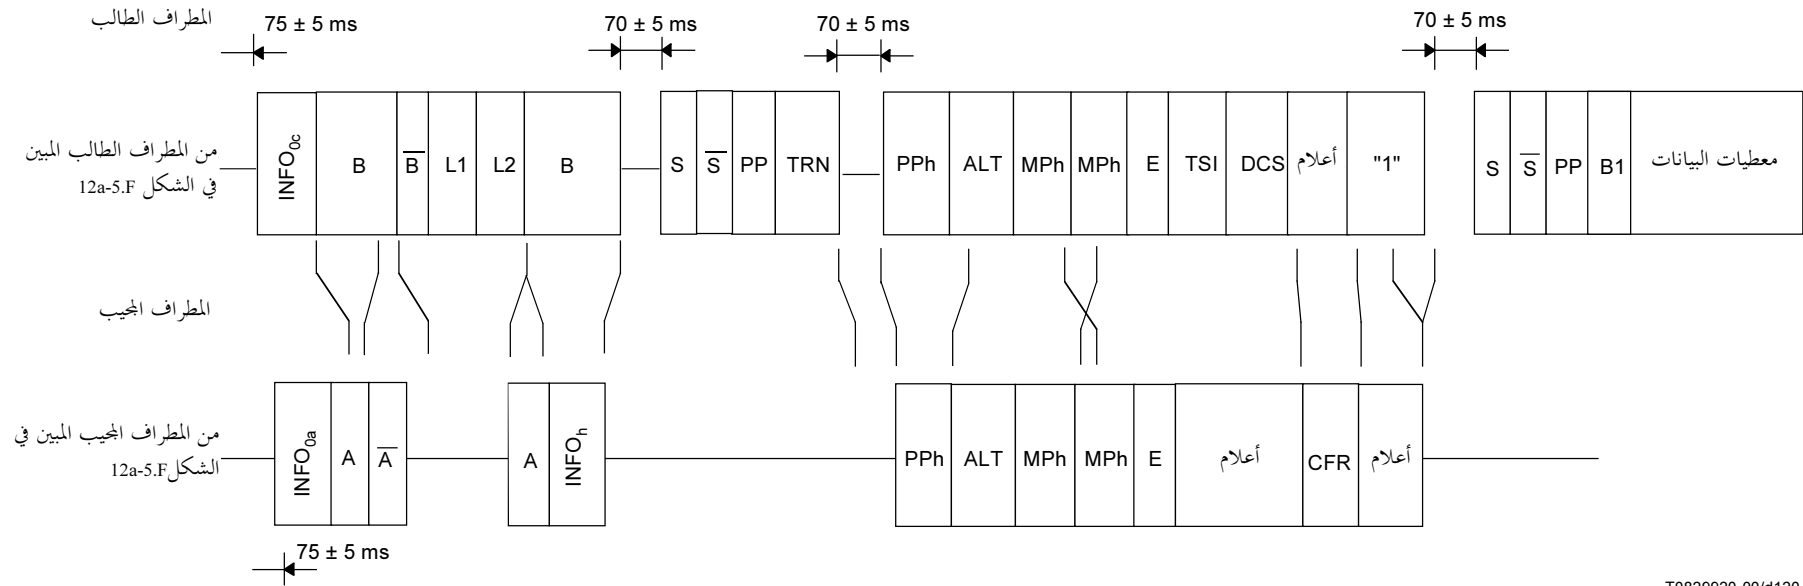 المطراف الطالب
75 ± 5 ms
70 ± 5 ms
70 ± 5 ms
70 ± 5 ms
من المطراف الطالب المبين
في الشكل 12a-5.F
INFO0c
B
B̅
L1
L2
B
S
S̅
PP
TRN
PPh
ALT
MPh
MPh
E
TSI
DCS
أعلام
"1"
S
S̅
PP
B1
معطيات البيانات
المطراف المجيب
من المطراف المجيب المبين في
الشكل 12a-5.F
INFO0a
A
A̅
A
INFOh
PPh
ALT
MPh
MPh
E
أعلام
CFR
أعلام
75 ± 5 ms